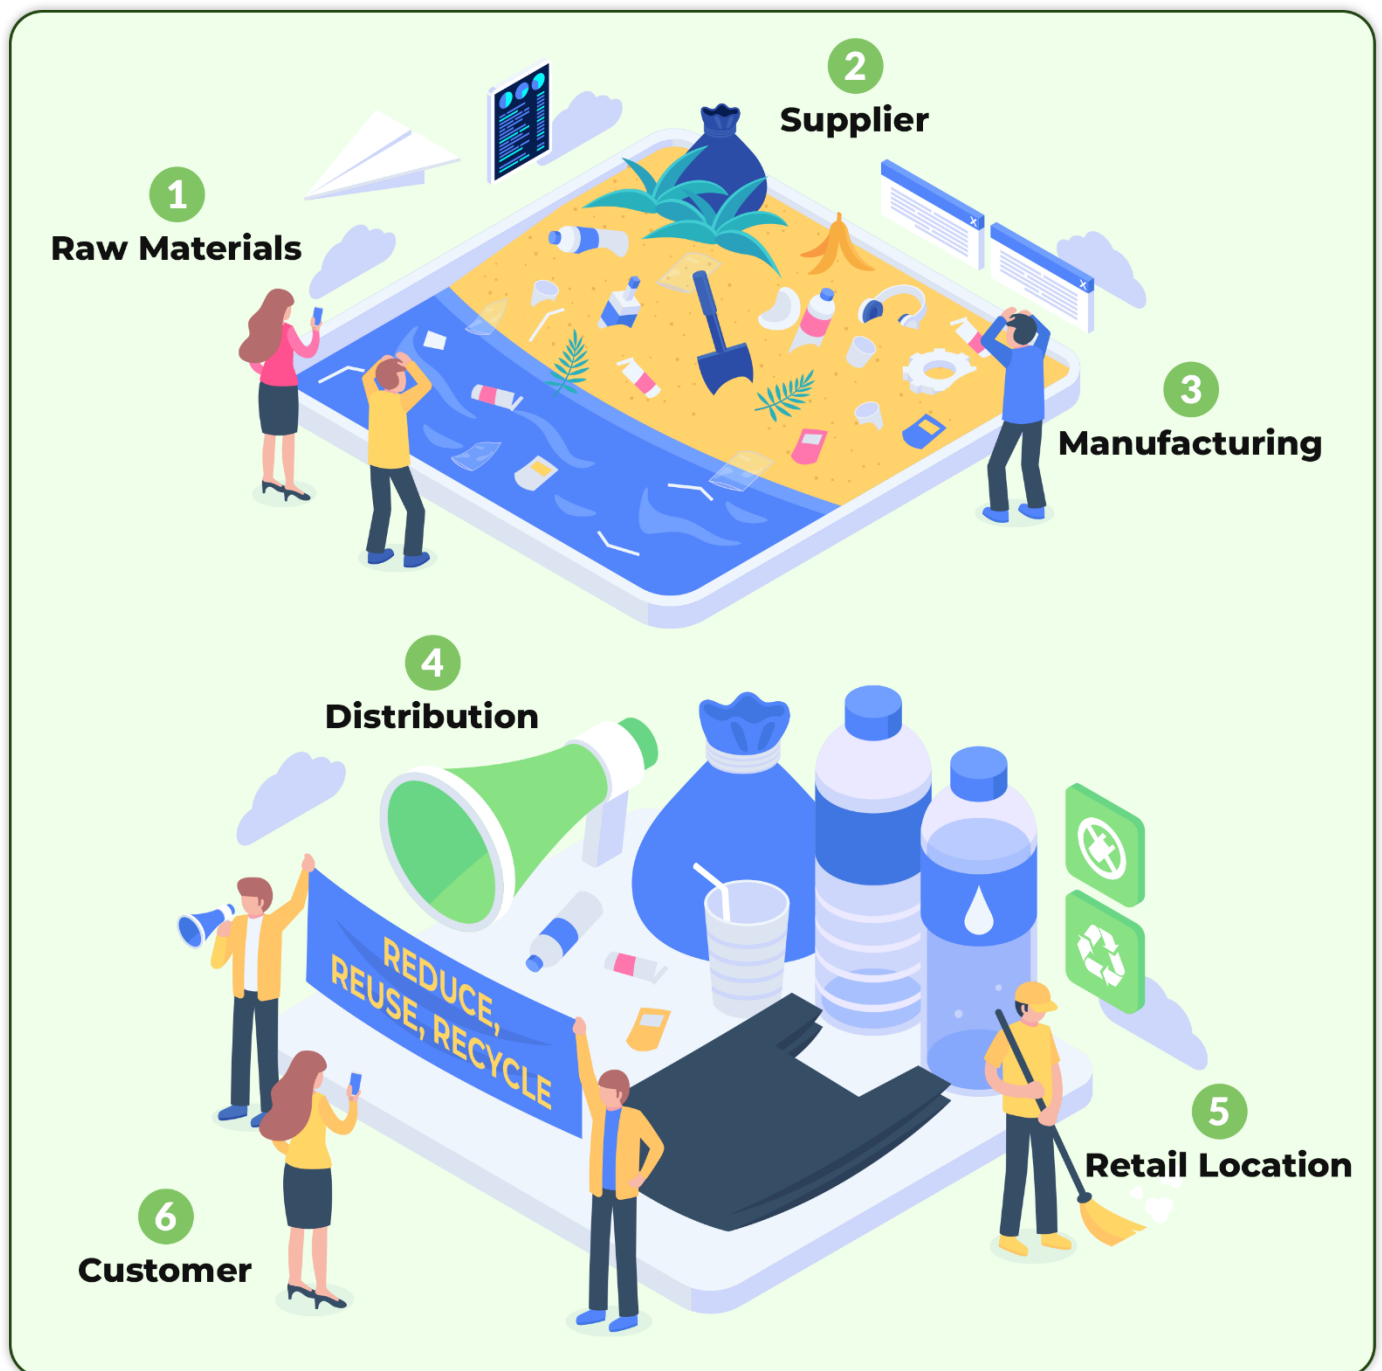 1
Raw Materials
2
Supplier
3
Manufacturing
4
Distribution
REDUCE,
REUSE, RECYCLE
5
Retail Location
6
Customer